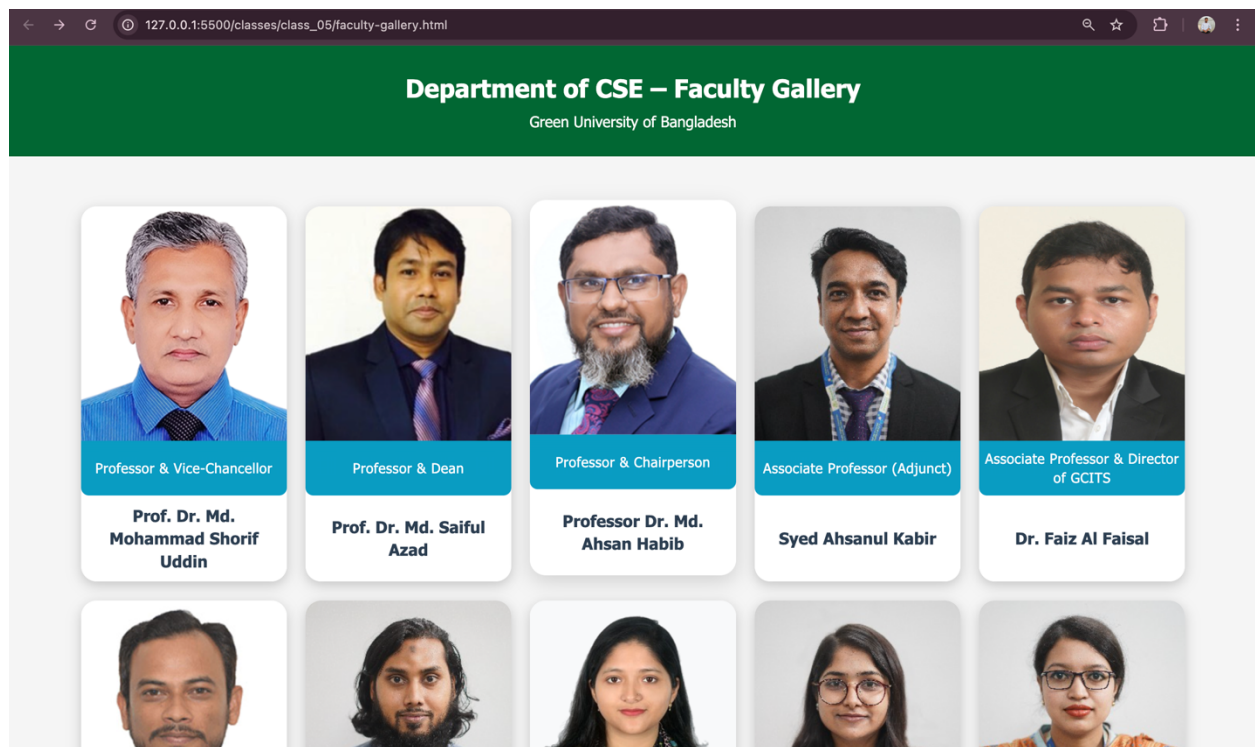 127.0.0.1:5500/classes/class_05/faculty-gallery.html
Department of CSE – Faculty Gallery
Green University of Bangladesh
Professor & Vice-Chancellor
Prof. Dr. Md.
Mohammad Shorif
Uddin
Professor & Dean
Prof. Dr. Md. Saiful
Azad
Professor & Chairperson
Professor Dr. Md.
Ahsan Habib
Associate Professor (Adjunct)
Syed Ahsanul Kabir
Associate Professor & Director
of GCITS
Dr. Faiz Al Faisal